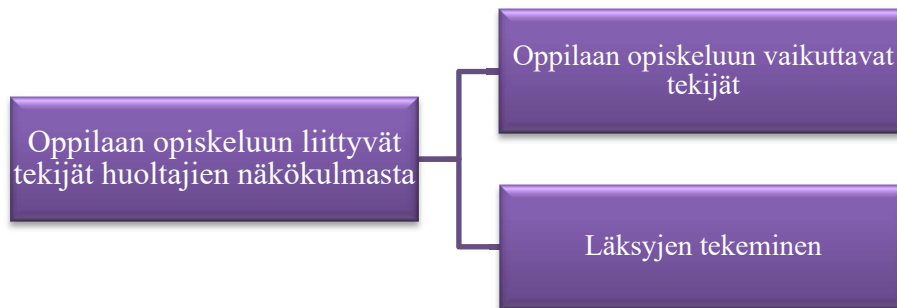 Oppilaan opiskeluun liittyvät
tekijät huoltajien näkökulmasta
Oppilaan opiskeluun vaikuttavat
tekijät
Läksyjen tekeminen